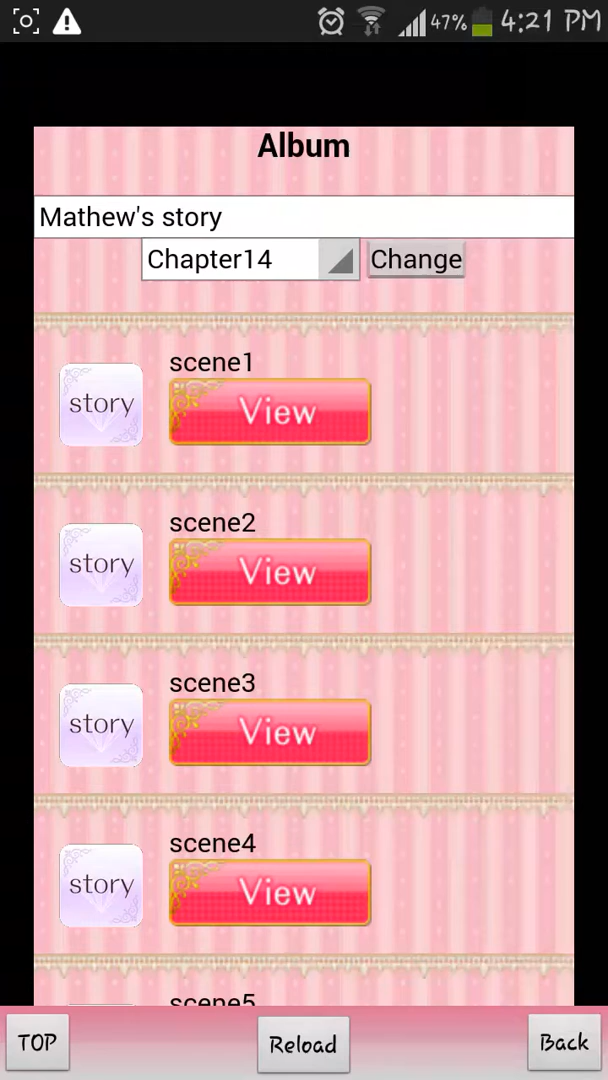 47% 4:21 PM
Album
Mathew's story
Chapter14 Change
scene1
story View
scene2
story View
scene3
story View
scene4
story View
scene5
TOP Reload Back